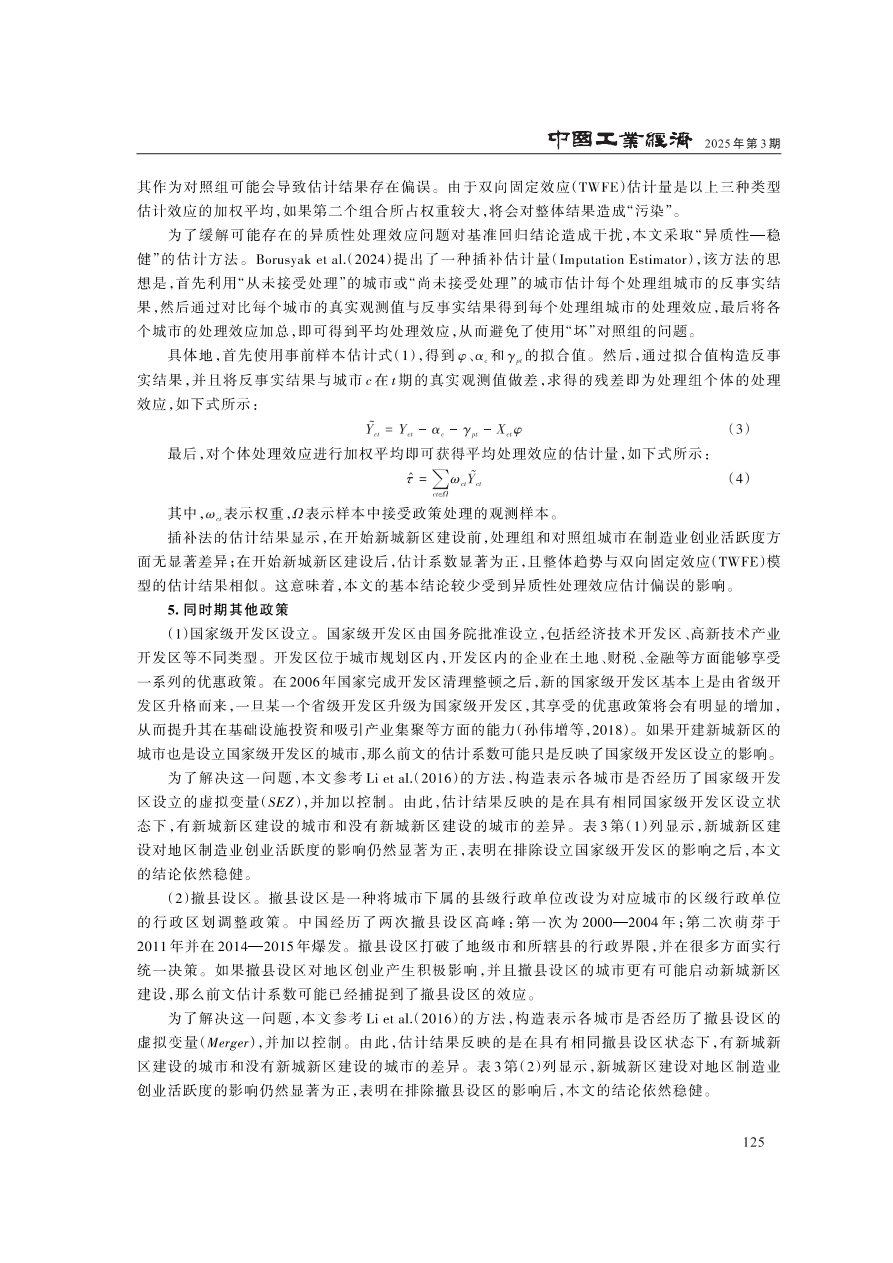 中国工业经济 2025年第3期
其作为对照组可能会导致估计结果存在偏误。由于双向固定效应(TWFE)估计量是以上三种类型
估计效应的加权平均,如果第二个组合所占权重较大,将会对整体结果造成“污染”。
为了缓解可能存在的异质性处理效应问题对基准回归结论造成干扰,本文采取“异质性—稳
健”的估计方法。Borusyak et al.(2024)提出了一种插补估计量(Imputation Estimator),该方法的思
想是,首先利用“从未接受处理”的城市或“尚未接受处理”的城市估计每个处理组城市的反事实结
果,然后通过对比每个城市的真实观测值与反事实结果得到每个处理组城市的处理效应,最后将各
个城市的处理效应加总,即可得到平均处理效应,从而避免了使用“坏”对照组的问题。
具体地,首先使用事前样本估计式(1),得到φ、α_c和γ_pt的拟合值。然后,通过拟合值构造反事
实结果,并且将反事实结果与城市c在t期的真实观测值做差,求得的残差即为处理组个体的处理
效应,如下式所示:
Ỹ_ct = Y_ct − α_c − γ_pt − X_ctφ (3)
最后,对个体处理效应进行加权平均即可获得平均处理效应的估计量,如下式所示:
τ̂ = ∑_{ct∈Ω} ω_ct Ỹ_ct (4)
其中,ω_ct表示权重,Ω表示样本中接受政策处理的观测样本。
插补法的估计结果显示,在开始新城新区建设前,处理组和对照组城市在制造业创业活跃度方
面无显著差异;在开始新城新区建设后,估计系数显著为正,且整体趋势与双向固定效应(TWFE)模
型的估计结果相似。这意味着,本文的基本结论较少受到异质性处理效应估计偏误的影响。
5. 同时期其他政策
(1)国家级开发区设立。国家级开发区由国务院批准设立,包括经济技术开发区、高新技术产业
开发区等不同类型。开发区位于城市规划区内,开发区内的企业在土地、财税、金融等方面能够享受
一系列的优惠政策。在2006年国家完成开发区清理整顿之后,新的国家级开发区基本上是由省级开
发区升格而来,一旦某一个省级开发区升级为国家级开发区,其享受的优惠政策将会有明显的增加,
从而提升其在基础设施投资和吸引产业集聚等方面的能力(孙伟增等,2018)。如果开建新城新区的
城市也是设立国家级开发区的城市,那么前文的估计系数可能只是反映了国家级开发区设立的影响。
为了解决这一问题,本文参考Li et al.(2016)的方法,构造表示各城市是否经历了国家级开发
区设立的虚拟变量(SEZ),并加以控制。由此,估计结果反映的是在具有相同国家级开发区设立状
态下,有新城新区建设的城市和没有新城新区建设的城市的差异。表3第(1)列显示,新城新区建
设对地区制造业创业活跃度的影响仍然显著为正,表明在排除设立国家级开发区的影响之后,本文
的结论依然稳健。
(2)撤县设区。撤县设区是一种将城市下属的县级行政单位改设为对应城市的区级行政单位
的行政区划调整政策。中国经历了两次撤县设区高峰:第一次为2000—2004年;第二次萌芽于
2011年并在2014—2015年爆发。撤县设区打破了地级市和所辖县的行政界限,并在很多方面实行
统一决策。如果撤县设区对地区创业产生积极影响,并且撤县设区的城市更有可能启动新城新区
建设,那么前文估计系数可能已经捕捉到了撤县设区的效应。
为了解决这一问题,本文参考Li et al.(2016)的方法,构造表示各城市是否经历了撤县设区的
虚拟变量(Merger),并加以控制。由此,估计结果反映的是在具有相同撤县设区状态下,有新城新
区建设的城市和没有新城新区建设的城市的差异。表3第(2)列显示,新城新区建设对地区制造业
创业活跃度的影响仍然显著为正,表明在排除撤县设区的影响后,本文的结论依然稳健。
125